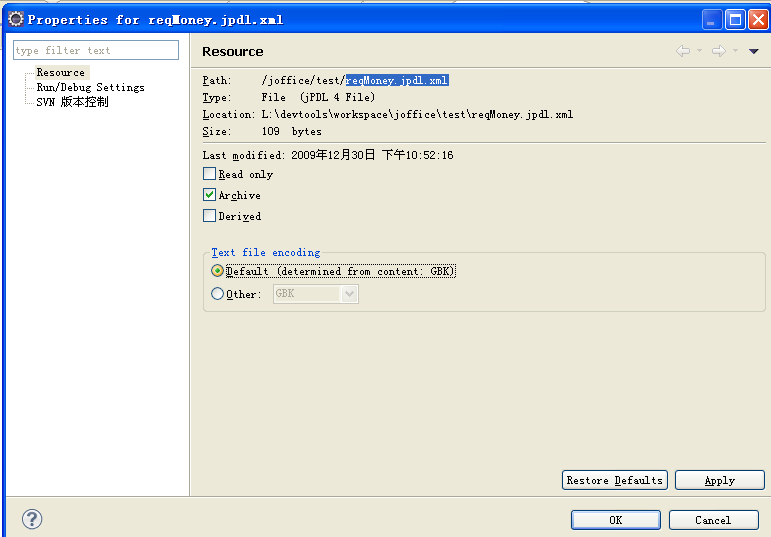 Properties for reqMoney.jpdl.xml
type filter text
Resource
Run/Debug Settings
SVN 版本控制
Resource
Path: /joffice/test/reqMoney.jpdl.xml
Type: File (jPDL 4 File)
Location: L:\devtools\workspace\joffice\test\reqMoney.jpdl.xml
Size: 109 bytes
Last modified: 2009年12月30日 下午10:52:16
Read only
Archive
Derived
Text file encoding
Default (determined from content: GBK)
Other: GBK
Restore Defaults Apply
OK Cancel